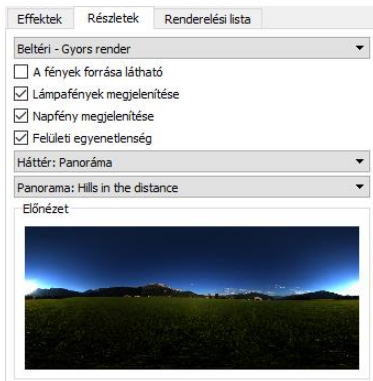 Effektek Részletek Renderelési lista
Beltéri - Gyors render
A fények forrása látható
Lámpafények megjelenítése
Napfény megjelenítése
Felületi egyenetlenség
Háttér: Panoráma
Panorama: Hills in the distance
Előnézet